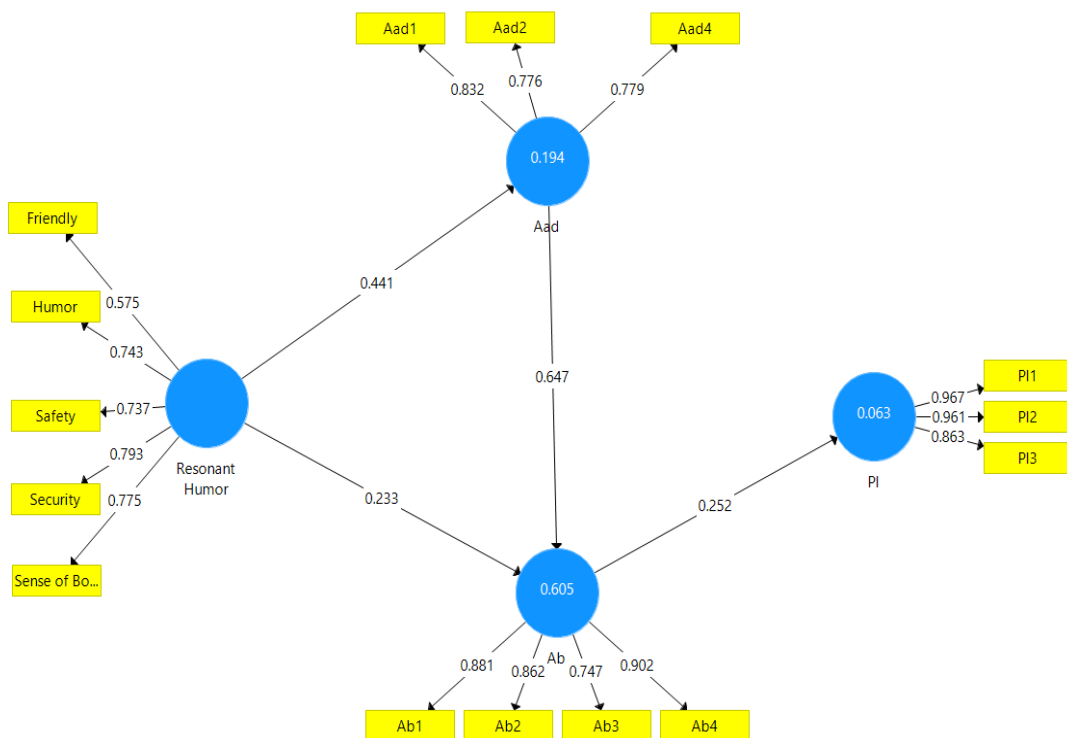 Aad1
Aad2
Aad4
0.832
0.776
0.779
0.194
Aad
Friendly
0.575
Humor
0.743
Safety
0.737
Security
0.793
Sense of Bo...
0.775
Resonant
Humor
0.441
0.647
0.233
0.605
Ab
0.881
0.862
0.747
0.902
Ab1
Ab2
Ab3
Ab4
0.252
0.063
PI
0.967
0.961
0.863
PI1
PI2
PI3